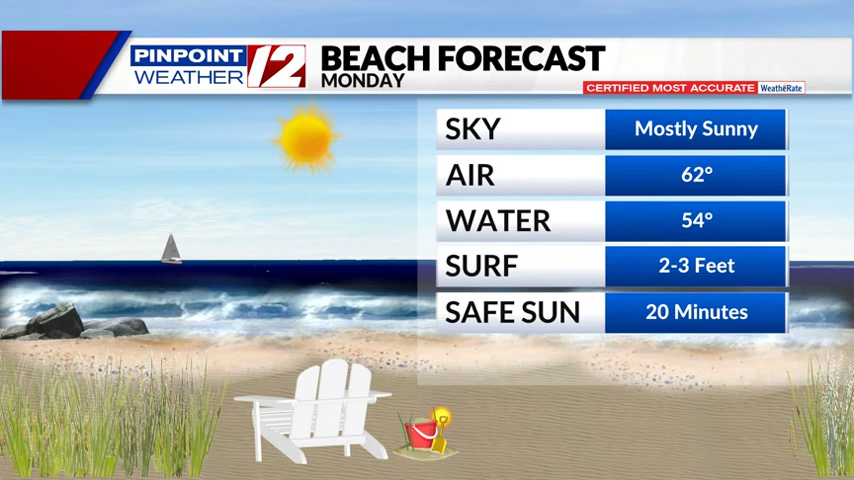 PINPOINT
WEATHER
12
BEACH FORECAST
MONDAY
CERTIFIED MOST ACCURATE WeatheRate
SKY Mostly Sunny
AIR 62°
WATER 54°
SURF 2-3 Feet
SAFE SUN 20 Minutes